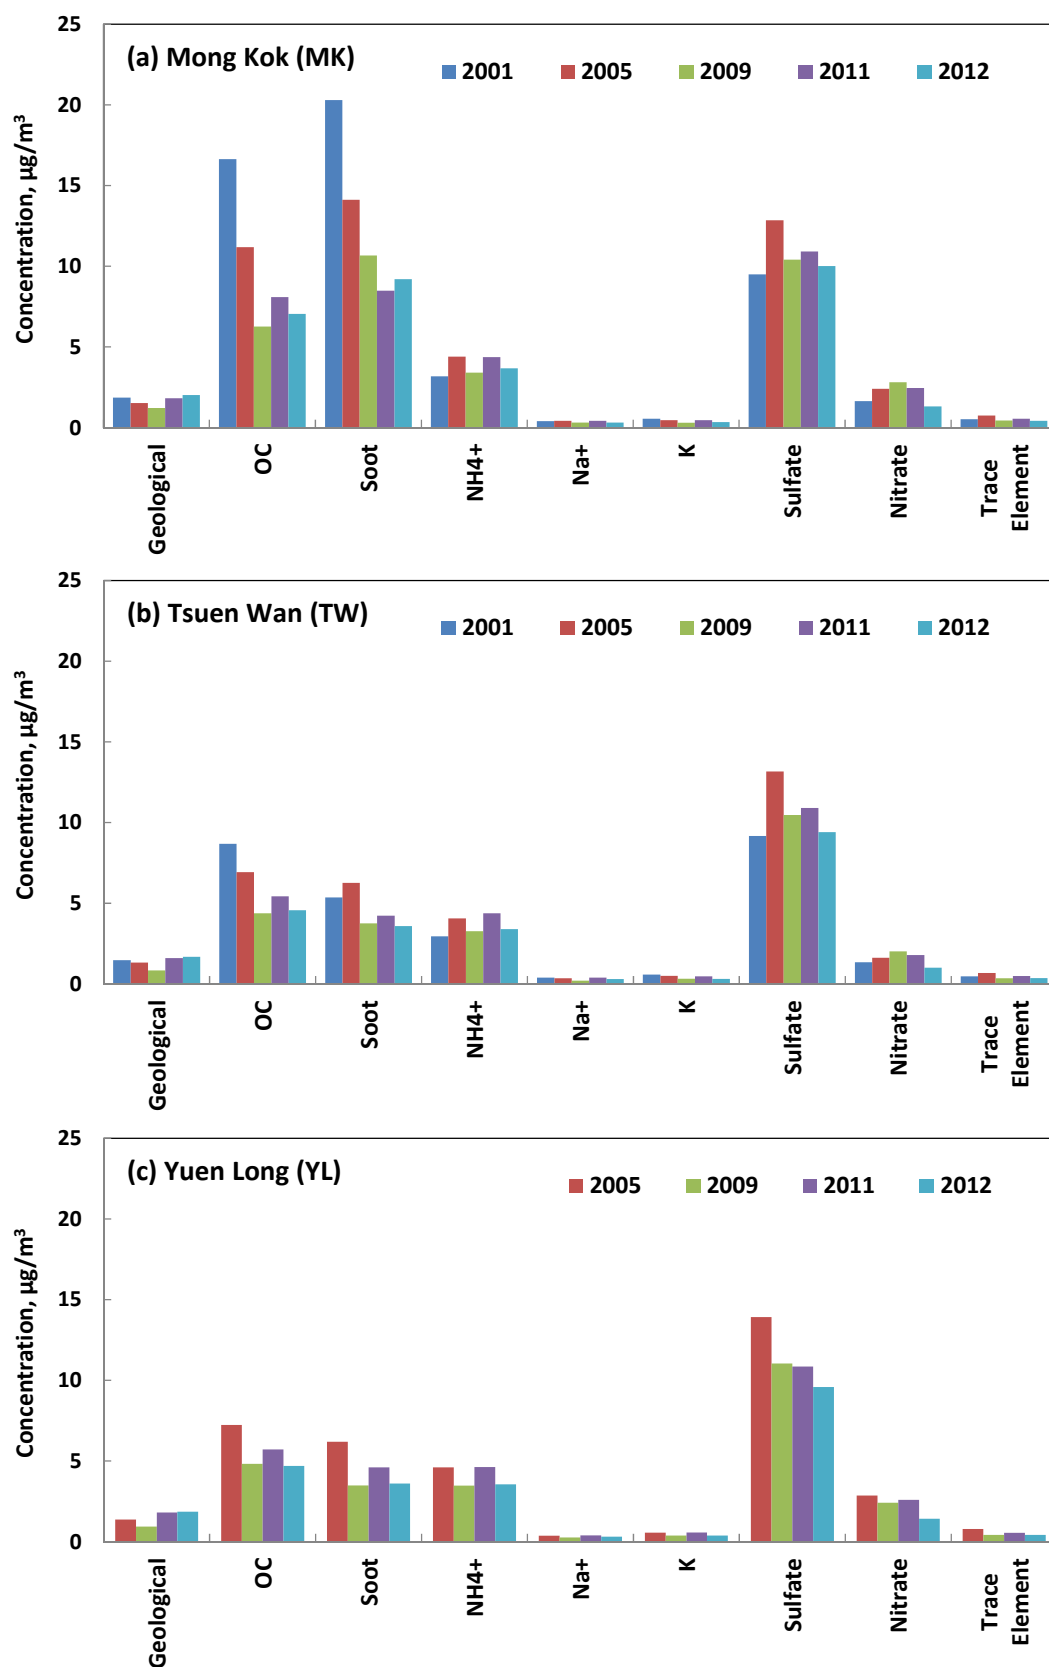 (a) Mong Kok (MK)
2001 2005 2009 2011 2012
Concentration, µg/m³
25
20
15
10
5
0
Geological
OC
Soot
NH4+
Na+
K
Sulfate
Nitrate
Trace
Element
(b) Tsuen Wan (TW)
2001 2005 2009 2011 2012
Concentration, µg/m³
25
20
15
10
5
0
Geological
OC
Soot
NH4+
Na+
K
Sulfate
Nitrate
Trace
Element
(c) Yuen Long (YL)
2005 2009 2011 2012
Concentration, µg/m³
25
20
15
10
5
0
Geological
OC
Soot
NH4+
Na+
K
Sulfate
Nitrate
Trace
Element